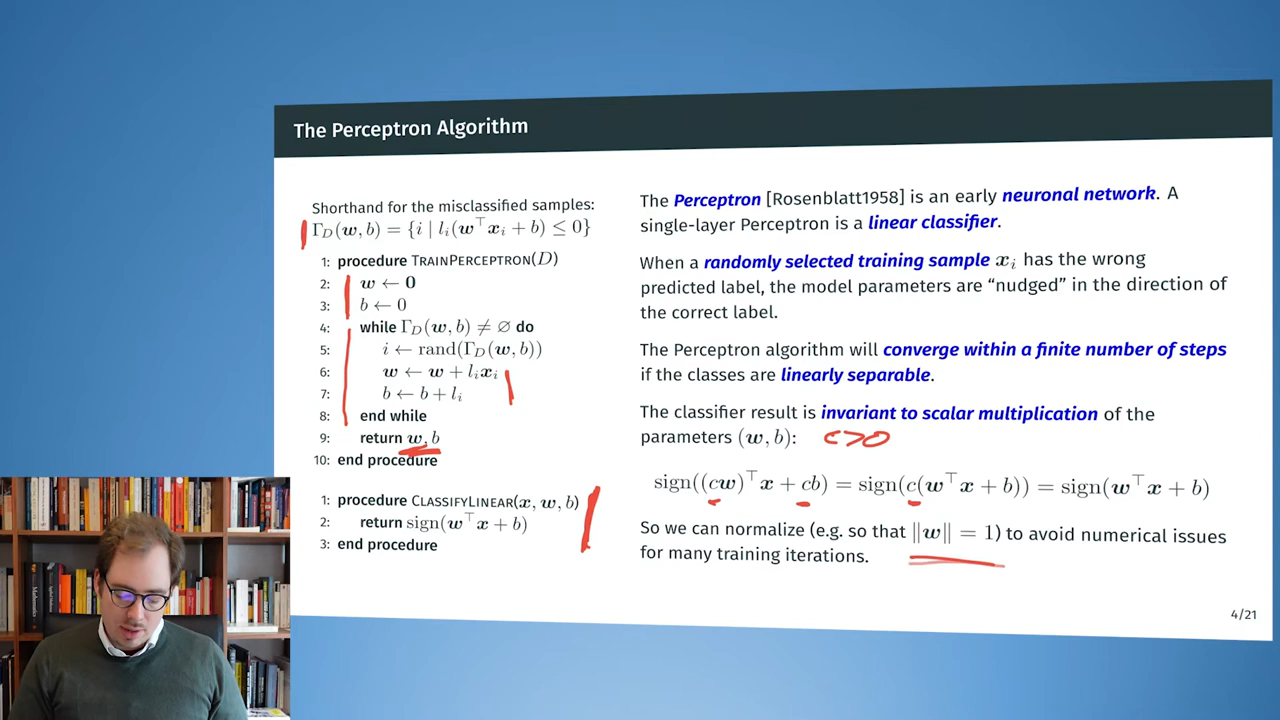 The Perceptron Algorithm
Shorthand for the misclassified samples:
Γ_D(w, b) = {i | l_i(w^⊤ x_i + b) ≤ 0}
1: procedure TRAINPERCEPTRON(D)
2: w ← 0
3: b ← 0
4: while Γ_D(w, b) ≠ ∅ do
5: i ← rand(Γ_D(w, b))
6: w ← w + l_i x_i
7: b ← b + l_i
8: end while
9: return w, b
10: end procedure
1: procedure CLASSIFYLINEAR(x, w, b)
2: return sign(w^⊤ x + b)
3: end procedure
The Perceptron [Rosenblatt1958] is an early neuronal network. A
single-layer Perceptron is a linear classifier.
When a randomly selected training sample x_i has the wrong
predicted label, the model parameters are “nudged” in the direction of
the correct label.
The Perceptron algorithm will converge within a finite number of steps
if the classes are linearly separable.
The classifier result is invariant to scalar multiplication of the
parameters (w, b): c>0
sign((cw)^⊤ x + cb) = sign(c(w^⊤ x + b)) = sign(w^⊤ x + b)
So we can normalize (e.g. so that ‖w‖ = 1) to avoid numerical issues
for many training iterations.
4/21